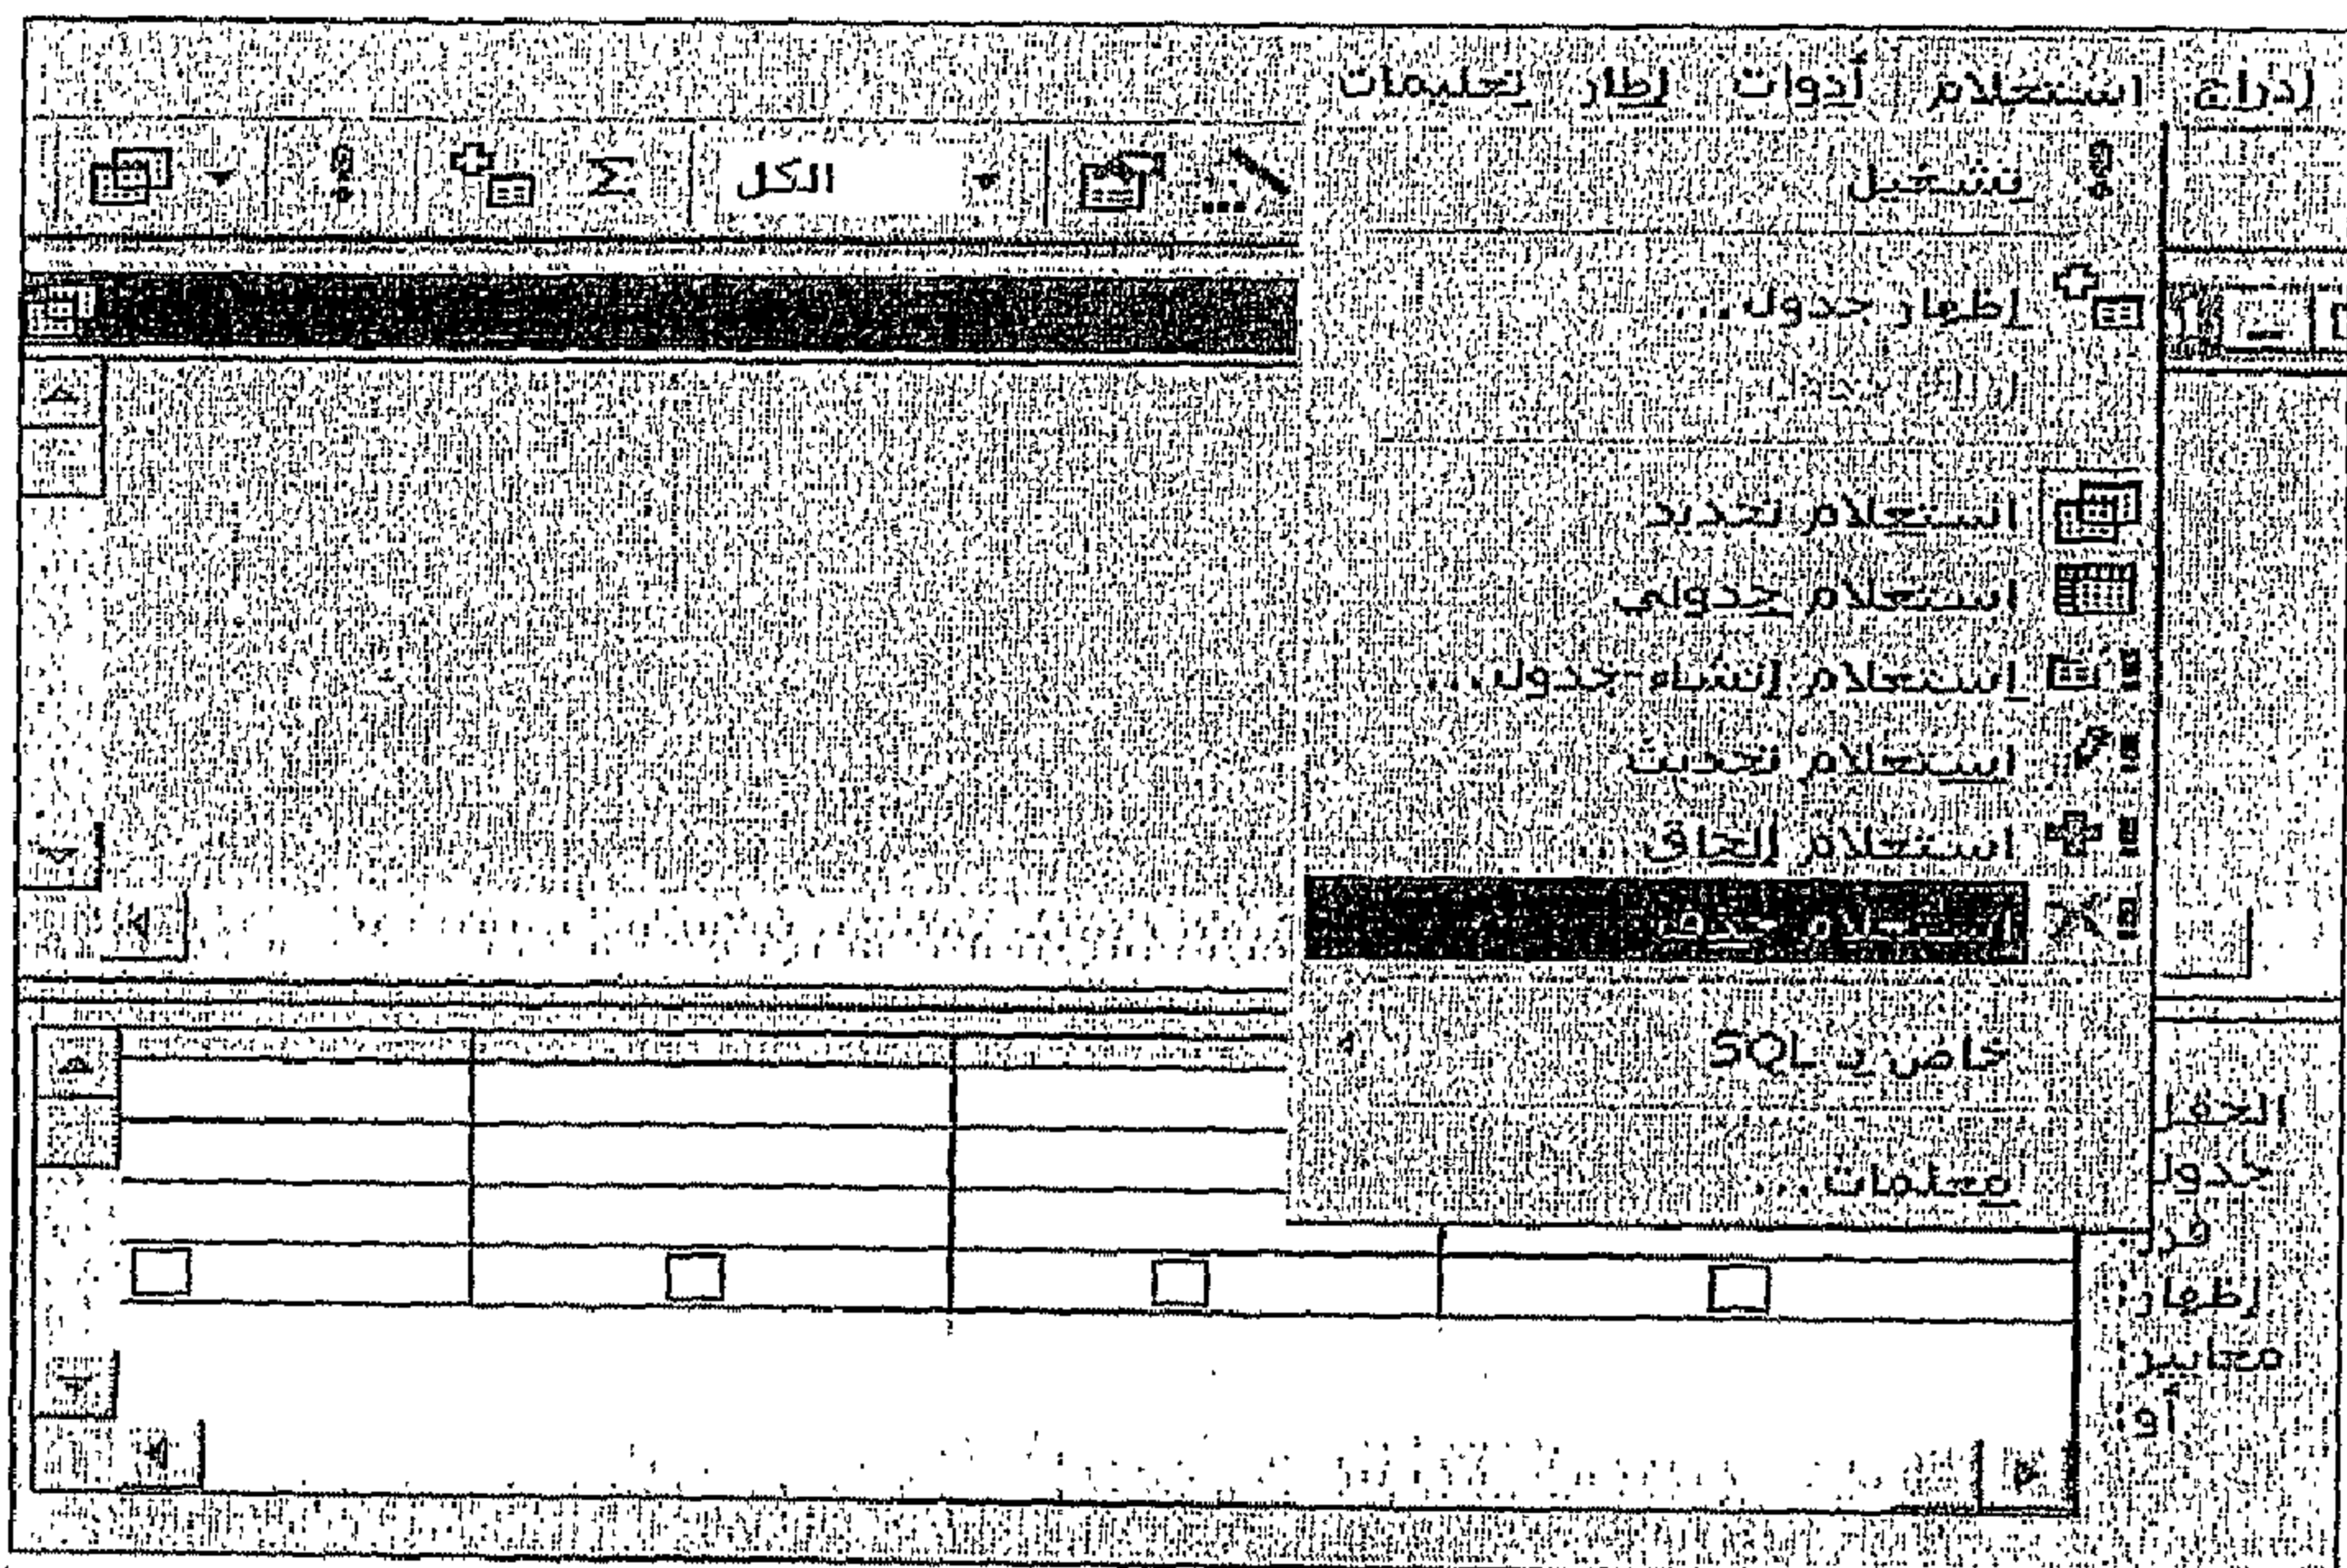 إدراج استعلام أدوات إطار تعليمات
تشغيل
الكل
إظهار جدول...
استعلام تحديد
استعلام جدولي
استعلام إنشاء جدول...
استعلام تحديث
استعلام إلحاق...
استعلام حذف
خاص بـ SQL
معلمات...
الحقل
جدول
فرز:
إظهار:
معايير:
أو: